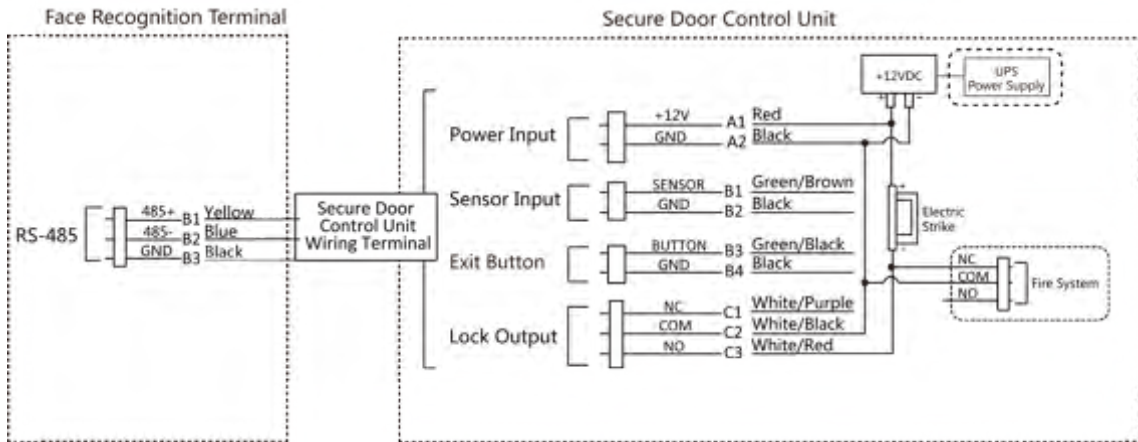 Face Recognition Terminal
Secure Door Control Unit
+12VDC
UPS
Power Supply
+ -
Power Input
+12V A1 Red
GND A2 Black
Sensor Input
SENSOR B1 Green/Brown
GND B2 Black
+
Electric
Strike
-
RS-485
485+ B1 Yellow
485- B2 Blue
GND B3 Black
Secure Door
Control Unit
Wiring Terminal
Exit Button
BUTTON B3 Green/Black
GND B4 Black
NC
COM
NO
Fire System
Lock Output
NC C1 White/Purple
COM C2 White/Black
NO C3 White/Red